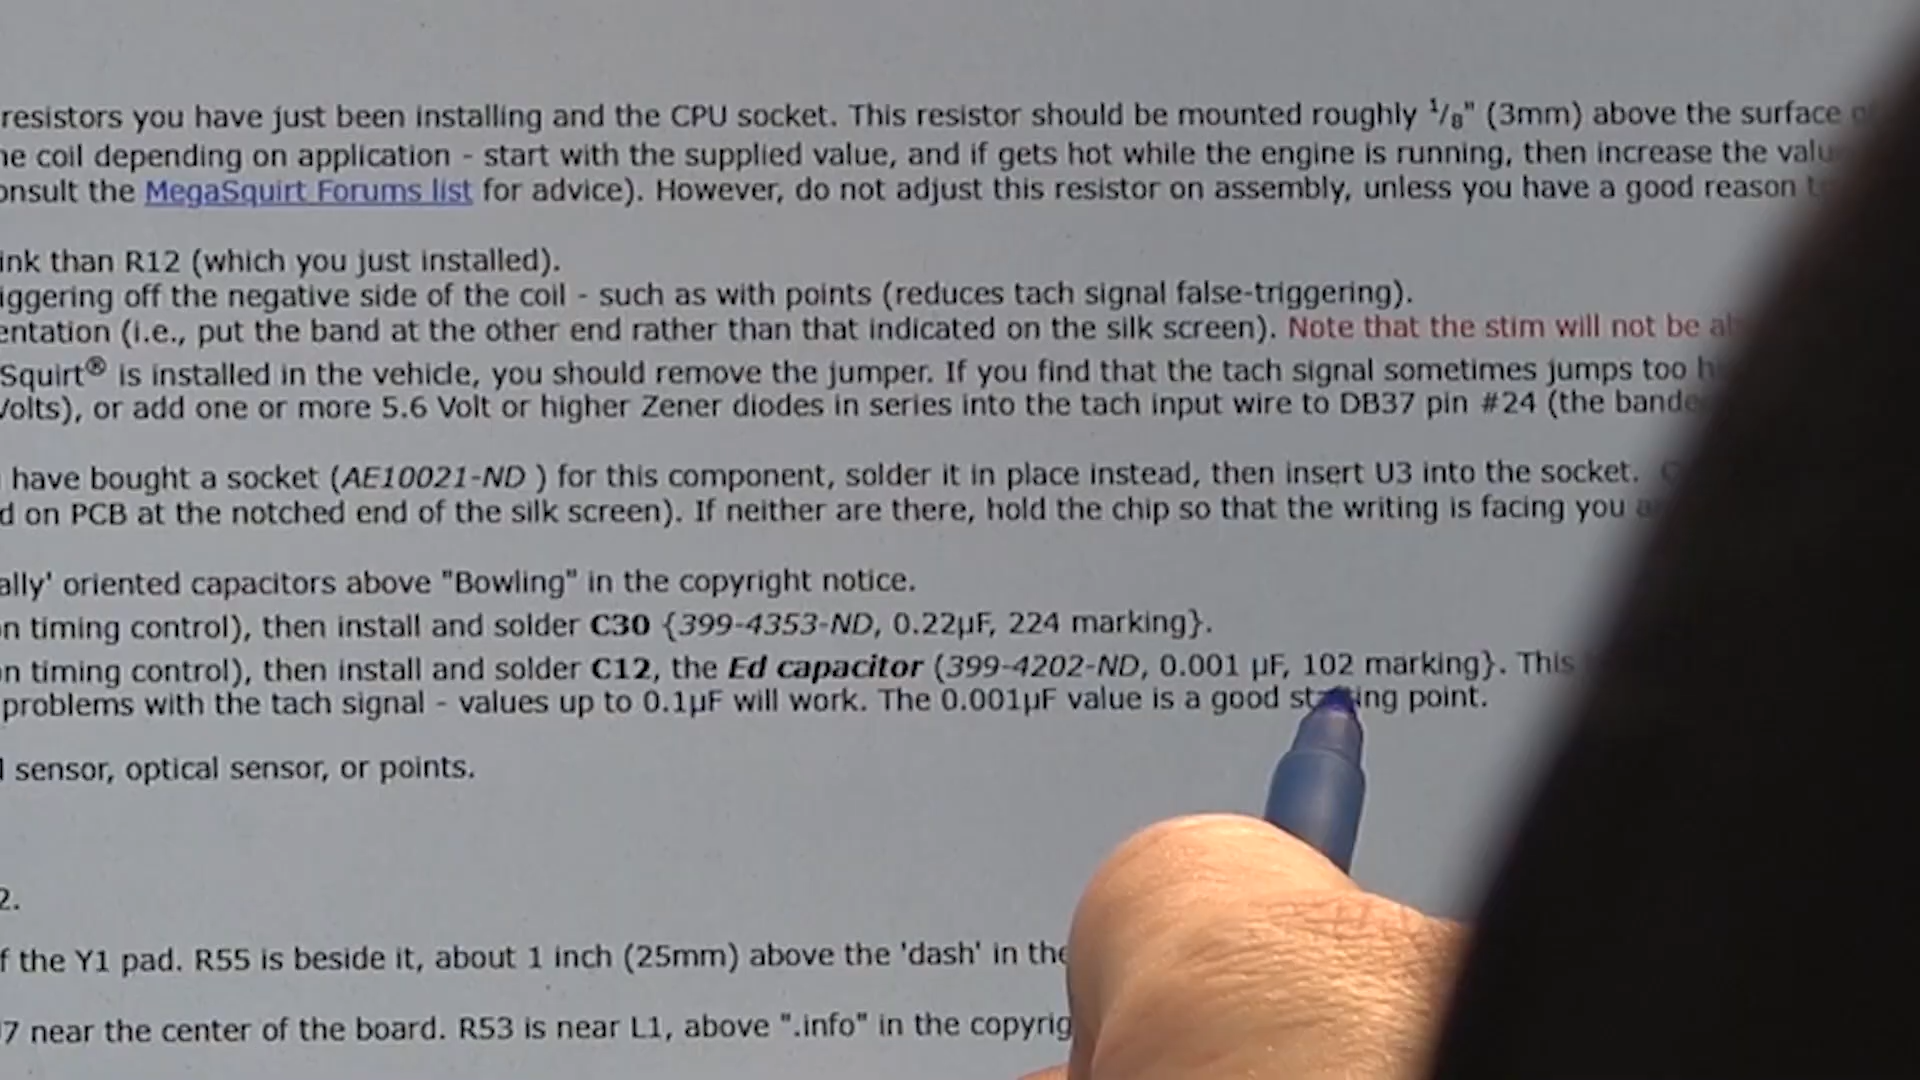 resistors you have just been installing and the CPU socket. This resistor should be mounted roughly 1/8" (3mm) above the surface
coil depending on application - start with the supplied value, and if gets hot while the engine is running, then increase the
the MegaSquirt Forums list for advice). However, do not adjust this resistor on assembly, unless you have a good reason
than R12 (which you just installed).
off the negative side of the coil - such as with points (reduces tach signal false-triggering).
(i.e., put the band at the other end rather than that indicated on the silk screen). Note that the stim will not be
Squirt® is installed in the vehicle, you should remove the jumper. If you find that the tach signal sometimes jumps too
Volts), or add one or more 5.6 Volt or higher Zener diodes in series into the tach input wire to DB37 pin #24 (the
have bought a socket (AE10021-ND ) for this component, solder it in place instead, then insert U3 into the socket.
on PCB at the notched end of the silk screen). If neither are there, hold the chip so that the writing is facing you
oriented capacitors above "Bowling" in the copyright notice.
timing control), then install and solder C30 {399-4353-ND, 0.22µF, 224 marking}.
timing control), then install and solder C12, the Ed capacitor (399-4202-ND, 0.001 µF, 102 marking}. This
problems with the tach signal - values up to 0.1µF will work. The 0.001µF value is a good starting point.
sensor, optical sensor, or points.
2.
the Y1 pad. R55 is beside it, about 1 inch (25mm) above the 'dash' in the
near the center of the board. R53 is near L1, above ".info" in the